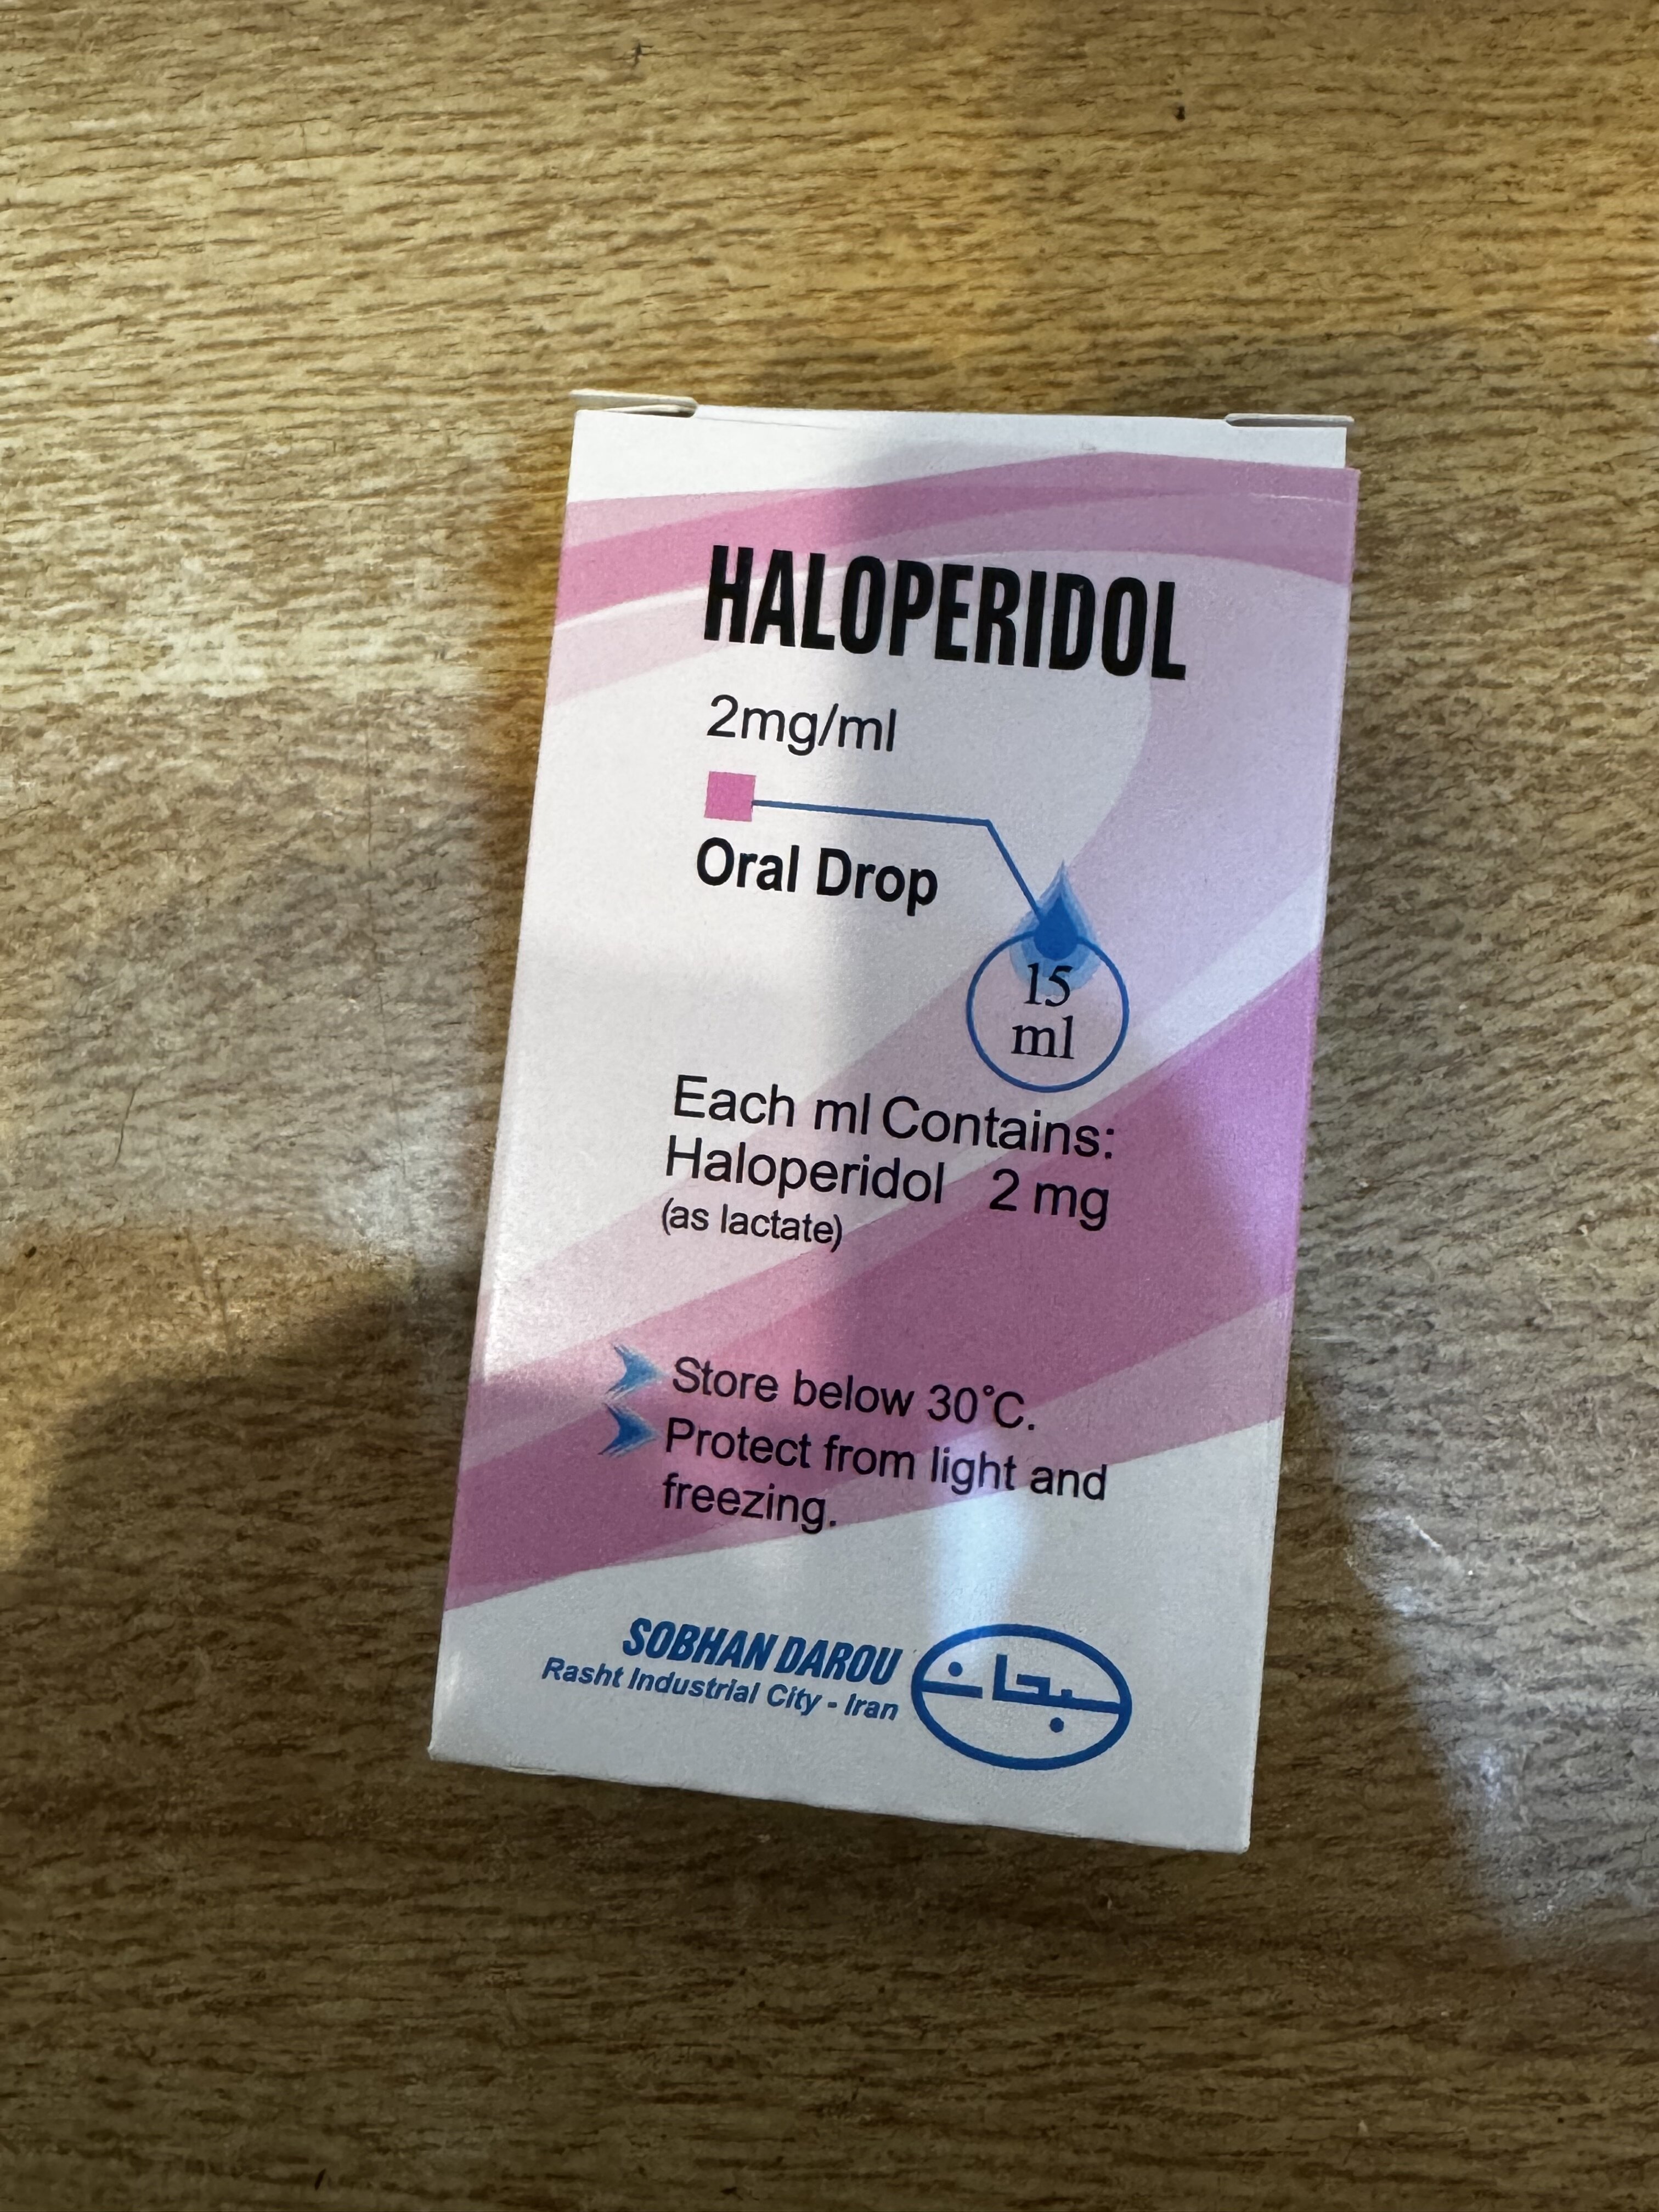 HALOPERIDOL
2mg/ml
Oral Drop
15
ml
Each ml Contains:
Haloperidol 2 mg
(as lactate)
Store below 30°C.
Protect from light and
freezing.
SOBHAN DAROU
Rasht Industrial City - Iran
سبحان